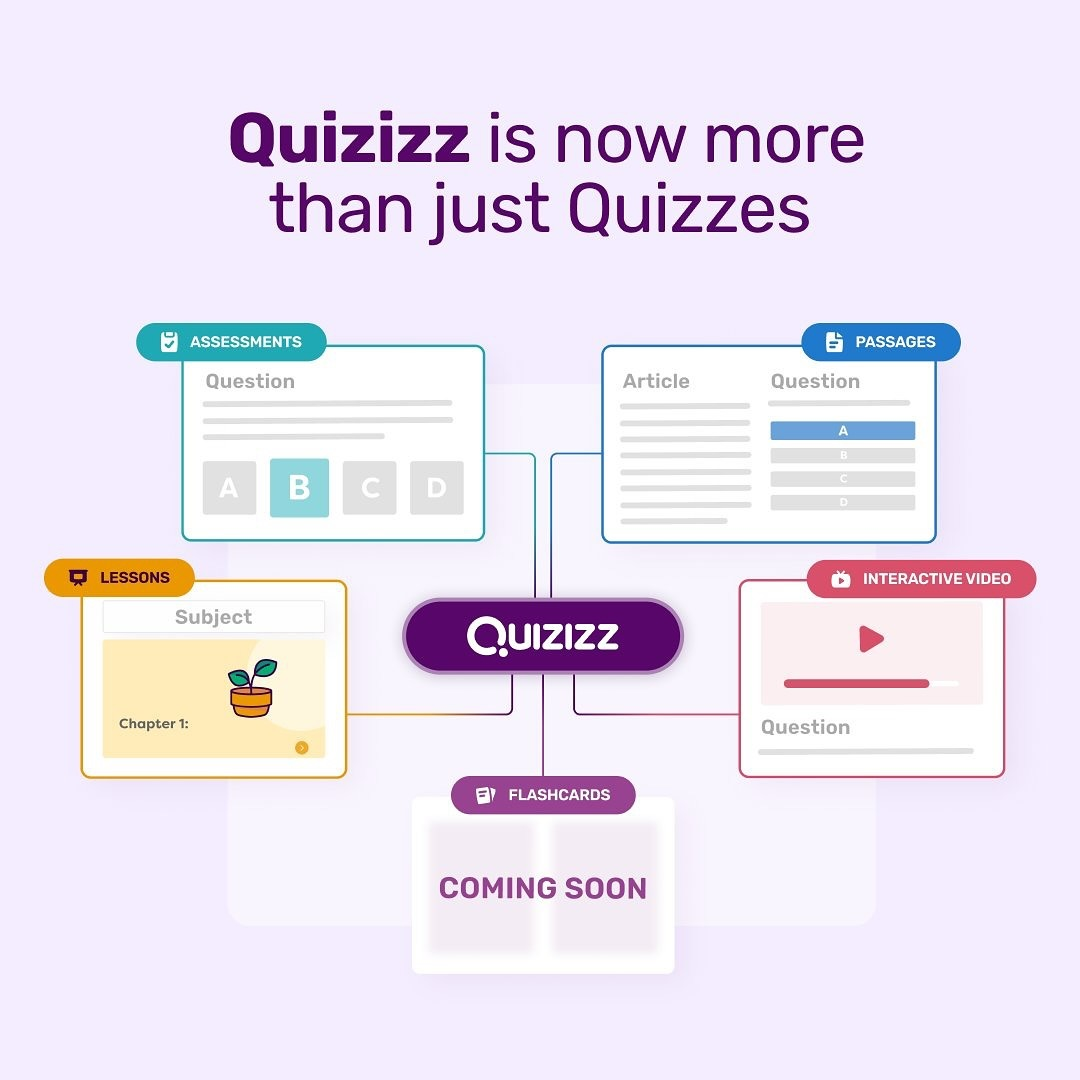 Quizizz is now more
than just Quizzes
ASSESSMENTS
Question
A B C D
PASSAGES
Article
Question
A
B
C
D
LESSONS
Subject
Chapter 1:
Quizizz
INTERACTIVE VIDEO
Question
FLASHCARDS
COMING SOON